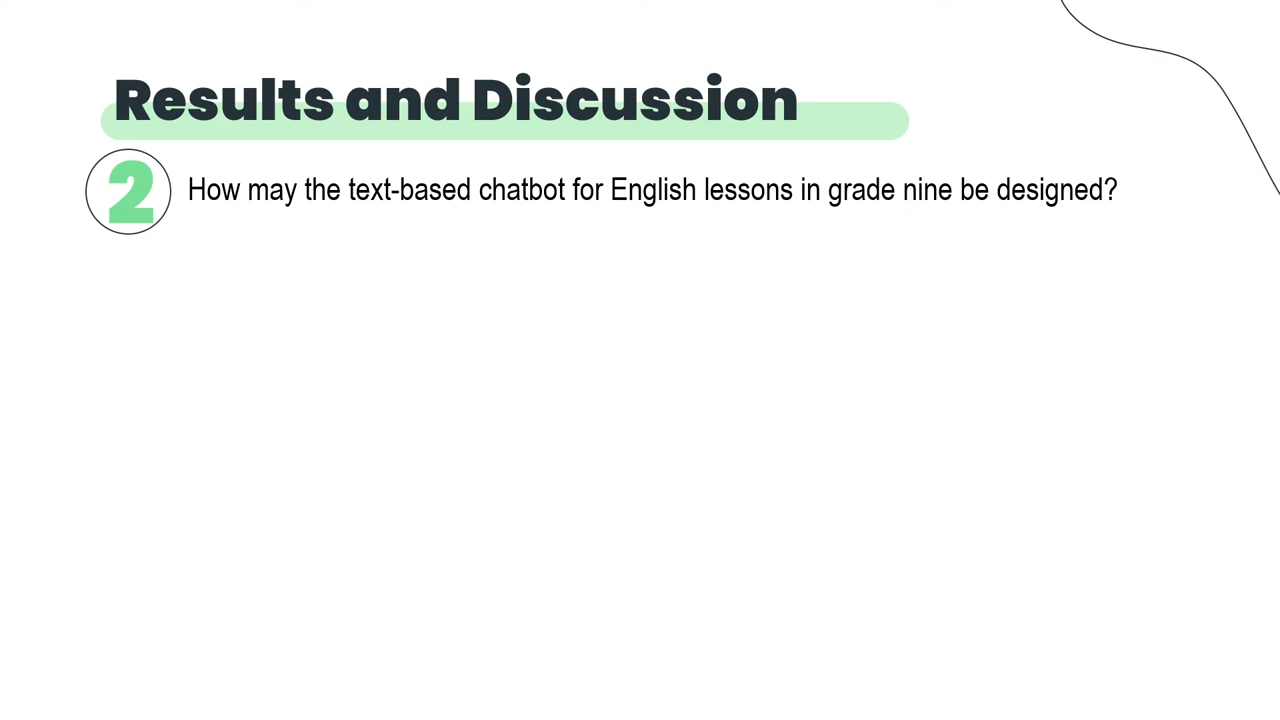 Results and Discussion
2
How may the text-based chatbot for English lessons in grade nine be designed?